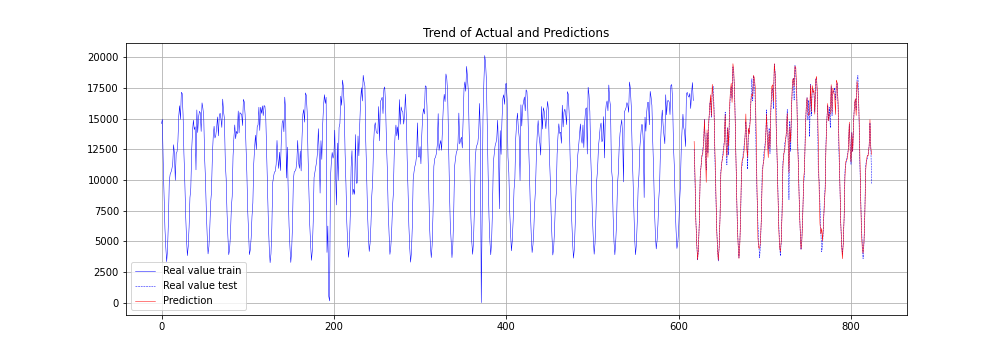 Trend of Actual and Predictions
20000
17500
15000
12500
10000
7500
5000
2500
0
Real value train
Real value test
Prediction
0 200 400 600 800